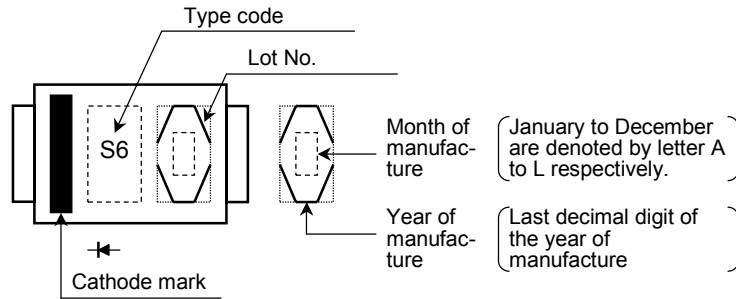 Type code
Lot No.
S6
Month of
manufac-
ture
January to December
are denoted by letter A
to L respectively.
Year of
manufac-
ture
Last decimal digit of
the year of
manufacture
Cathode mark